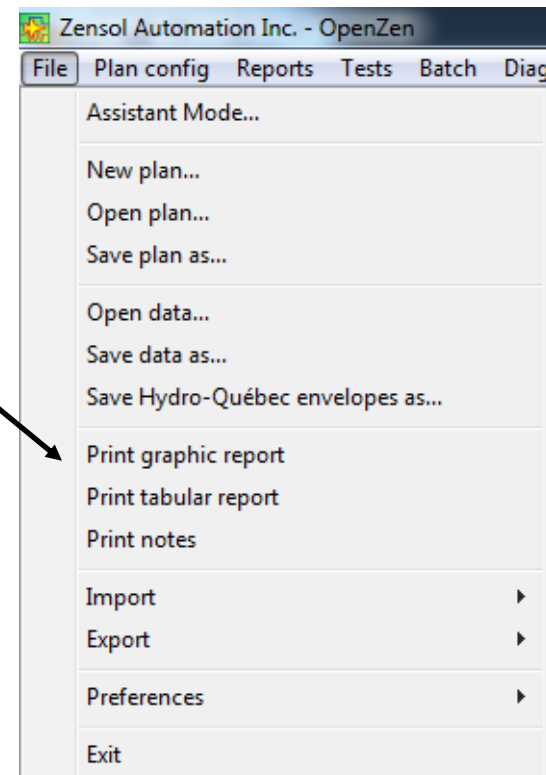 Zensol Automation Inc. - OpenZen
File Plan config Reports Tests Batch
Assistant Mode...
New plan...
Open plan...
Save plan as...
Open data...
Save data as...
Save Hydro-Québec envelopes as...
Print graphic report
Print tabular report
Print notes
Import
Export
Preferences
Exit